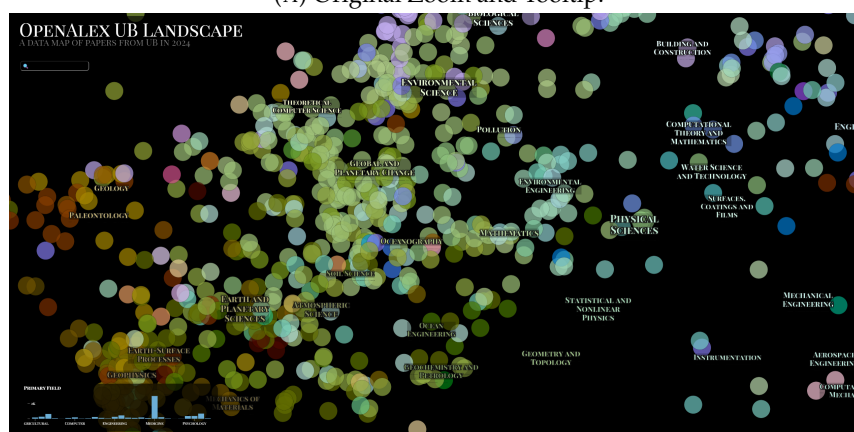 (A) Original Zoom and Tooltip.
OpenAlex UB Landscape
A data map of papers from UB in 2024
Biological
Sciences
Building and
Construction
Environmental
Science
Theoretical
Computer Science
Pollution
Computational
Theory and
Mathematics
Global and
Planetary Change
Water Science
and Technology
Geology
Environmental
Engineering
Paleontology
Surfaces,
Coatings and
Films
Physical
Sciences
Oceanography
Mathematics
Soil Science
Earth and
Planetary
Sciences
Atmospheric
Science
Statistical and
Nonlinear
Physics
Mechanical
Engineering
Ocean
Engineering
Earth-Surface
Processes
Geometry and
Topology
Instrumentation
Geophysics
Geochemistry and
Petrology
Primary Field
Mechanics of
Materials
gricultural
Computer
Engineering
Medicine
Psychology